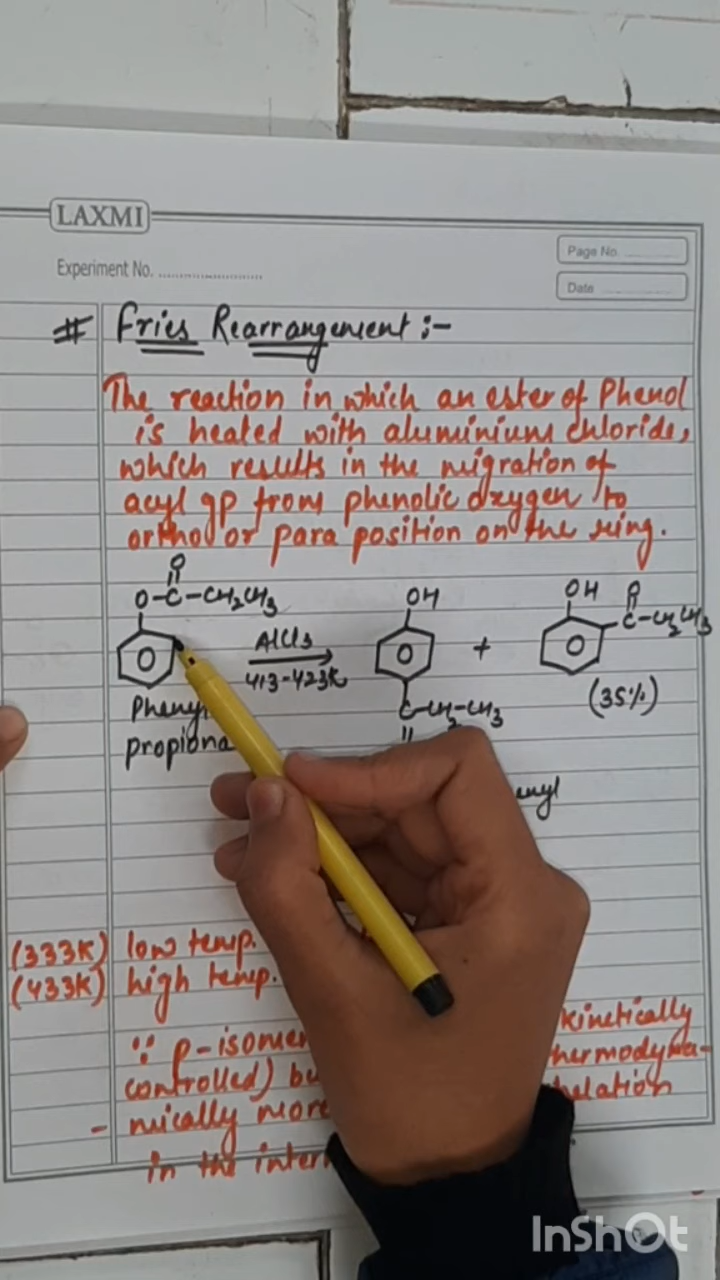 LAXMI
Page No. ............
Experiment No. ........................
Date ................
# Fries Rearrangement :-
The reaction in which an ester of Phenol
is heated with aluminium chloride,
which results in the migration of
acyl gp from phenolic oxygen to
ortho or para position on the ring.
O
O-C-CH2CH3
AlCl3
413-423K
OH
C-CH2-CH3
+
OH
O
C-CH2CH3
(35%)
Phenyl
propiona
enyl
(333K) low temp.
(433K) high temp.
∵ p-isomer kinetically
controlled) bu
- mically more
in the inter
InShOt